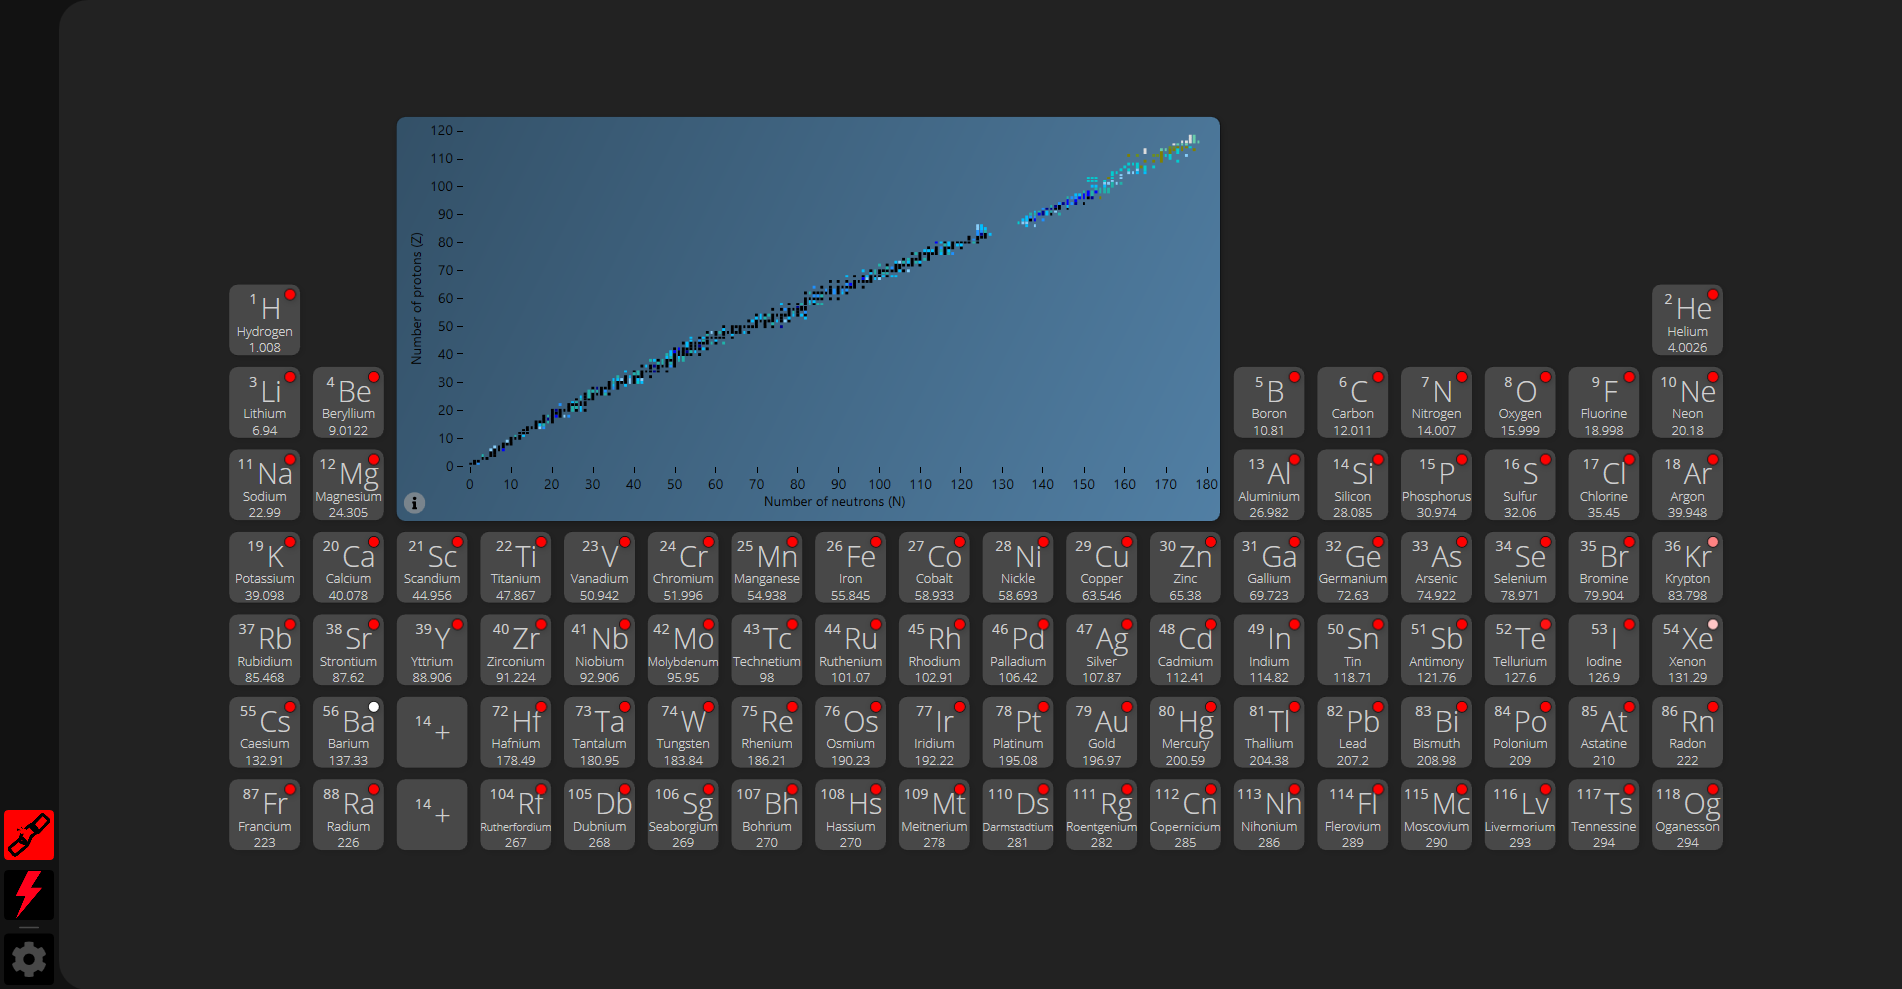 120
110
100
90
80
70
60
50
40
30
20
10
0
Number of protons (Z)
0 10 20 30 40 50 60 70 80 90 100 110 120 130 140 150 160 170 180
Number of neutrons (N)
i
1 H 2 He
Hydrogen Helium
1.008 4.0026
3 Li 4 Be 5 B 6 C 7 N 8 O 9 F 10 Ne
Lithium Beryllium Boron Carbon Nitrogen Oxygen Fluorine Neon
6.94 9.0122 10.81 12.011 14.007 15.999 18.998 20.18
11 Na 12 Mg 13 Al 14 Si 15 P 16 S 17 Cl 18 Ar
Sodium Magnesium Aluminium Silicon Phosphorus Sulfur Chlorine Argon
22.99 24.305 26.982 28.085 30.974 32.06 35.45 39.948
19 K 20 Ca 21 Sc 22 Ti 23 V 24 Cr 25 Mn 26 Fe 27 Co 28 Ni 29 Cu 30 Zn 31 Ga 32 Ge 33 As 34 Se 35 Br 36 Kr
Potassium Calcium Scandium Titanium Vanadium Chromium Manganese Iron Cobalt Nickle Copper Zinc Gallium Germanium Arsenic Selenium Bromine Krypton
39.098 40.078 44.956 47.867 50.942 51.996 54.938 55.845 58.933 58.693 63.546 65.38 69.723 72.63 74.922 78.971 79.904 83.798
37 Rb 38 Sr 39 Y 40 Zr 41 Nb 42 Mo 43 Tc 44 Ru 45 Rh 46 Pd 47 Ag 48 Cd 49 In 50 Sn 51 Sb 52 Te 53 I 54 Xe
Rubidium Strontium Yttrium Zirconium Niobium Molybdenum Technetium Ruthenium Rhodium Palladium Silver Cadmium Indium Tin Antimony Tellurium Iodine Xenon
85.468 87.62 88.906 91.224 92.906 95.95 98 101.07 102.91 106.42 107.87 112.41 114.82 118.71 121.76 127.6 126.9 131.29
55 Cs 56 Ba 14 + 72 Hf 73 Ta 74 W 75 Re 76 Os 77 Ir 78 Pt 79 Au 80 Hg 81 Tl 82 Pb 83 Bi 84 Po 85 At 86 Rn
Caesium Barium Hafnium Tantalum Tungsten Rhenium Osmium Iridium Platinum Gold Mercury Thallium Lead Bismuth Polonium Astatine Radon
132.91 137.33 178.49 180.95 183.84 186.21 190.23 192.22 195.08 196.97 200.59 204.38 207.2 208.98 209 210 222
87 Fr 88 Ra 14 + 104 Rf 105 Db 106 Sg 107 Bh 108 Hs 109 Mt 110 Ds 111 Rg 112 Cn 113 Nh 114 Fl 115 Mc 116 Lv 117 Ts 118 Og
Francium Radium Rutherfordium Dubnium Seaborgium Bohrium Hassium Meitnerium Darmstadtium Roentgenium Copernicium Nihonium Flerovium Moscovium Livermorium Tennessine Oganesson
223 226 267 268 269 270 270 278 281 282 285 286 289 290 293 294 294